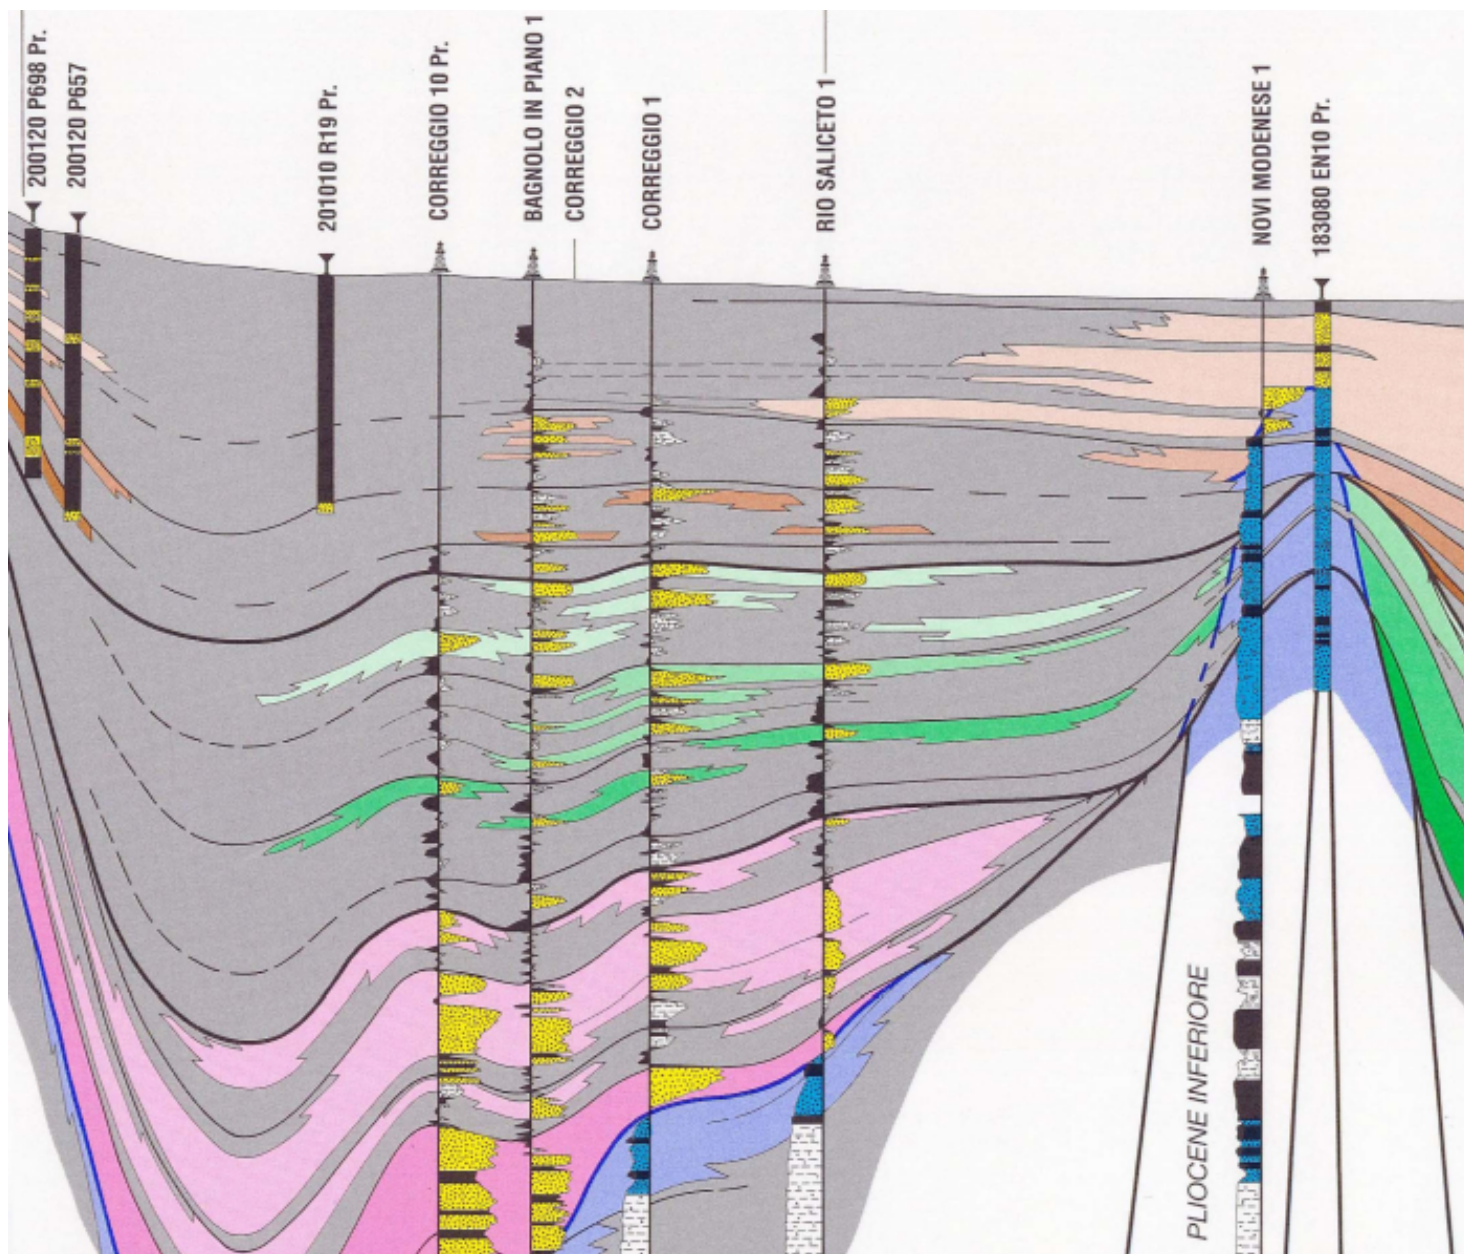 200120 P698 Pr.
200120 P657
201010 R19 Pr.
CORREGGIO 10 Pr.
BAGNOLO IN PIANO 1
CORREGGIO 2
CORREGGIO 1
RIO SALICETO 1
NOVI MODENESE 1
183080 EN10 Pr.
PLIOCENE INFERIORE